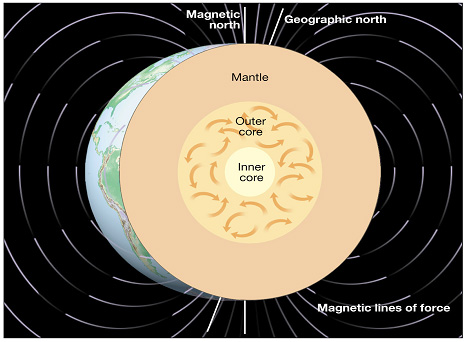 Magnetic
north
Geographic north
Mantle
Outer
core
Inner
core
Magnetic lines of force